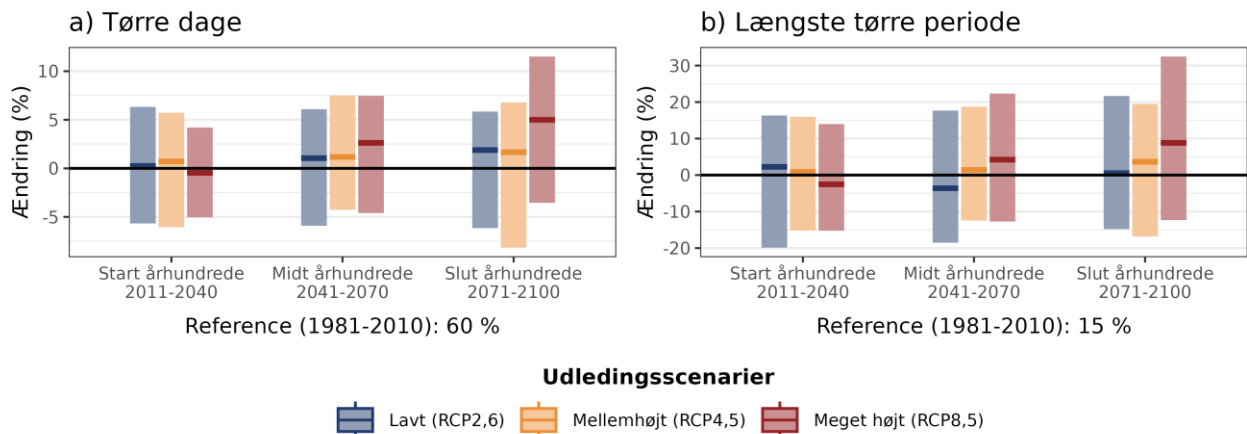 a) Tørre dage
Ændring (%)
10
5
0
-5
Start århundrede
2011-2040
Midt århundrede
2041-2070
Slut århundrede
2071-2100
Reference (1981-2010): 60 %
b) Længste tørre periode
Ændring (%)
30
20
10
0
-10
-20
Start århundrede
2011-2040
Midt århundrede
2041-2070
Slut århundrede
2071-2100
Reference (1981-2010): 15 %
Udledingsscenarier
Lavt (RCP2,6)
Mellemhøjt (RCP4,5)
Meget højt (RCP8,5)